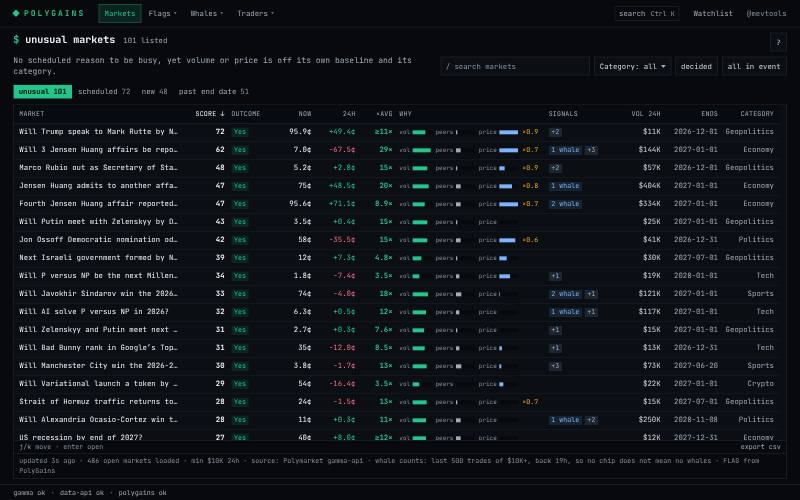 POLYGAINS Markets Flags Whales Traders search Ctrl K Watchlist @mevtools
$ unusual markets 101 listed ?
No scheduled reason to be busy, yet volume or price is off its own baseline and its
category.
/ search markets Category: all decided all in event
unusual 101 scheduled 72 new 48 past end date 51
MARKET SCORE ↓ OUTCOME NOW 24H ×AVG WHY SIGNALS VOL 24H ENDS CATEGORY
Will Trump speak to Mark Rutte by N… 72 Yes 95.9¢ +49.4¢ ≥11× vol peers price ×0.9 +2 $11K 2026-12-01 Geopolitics
Will 3 Jensen Huang affairs be repo… 62 Yes 7.0¢ -67.5¢ 29× vol peers price ×0.7 1 whale +3 $144K 2027-01-01 Economy
Marco Rubio out as Secretary of Sta… 48 Yes 5.2¢ +2.8¢ 15× vol peers price ×0.9 +2 $57K 2026-12-01 Geopolitics
Jensen Huang admits to another affa… 47 Yes 75¢ +48.5¢ 20× vol peers price ×0.8 1 whale $404K 2027-01-01 Economy
Fourth Jensen Huang affair reported… 47 Yes 95.6¢ +71.1¢ 8.9× vol peers price ×0.7 2 whale $334K 2027-01-01 Economy
Will Putin meet with Zelenskyy by D… 43 Yes 3.5¢ +0.4¢ 15× vol peers price $25K 2027-01-01 Geopolitics
Jon Ossoff Democratic nomination od… 42 Yes 58¢ -35.5¢ 15× vol peers price ×0.6 $41K 2026-12-31 Politics
Next Israeli government formed by N… 39 Yes 12¢ +7.3¢ 4.8× vol peers price $30K 2027-07-01 Geopolitics
Will P versus NP be the next Millen… 34 Yes 1.8¢ -7.4¢ 3.5× vol peers price +1 $19K 2028-01-01 Tech
Will Javokhir Sindarov win the 2026… 33 Yes 74¢ -4.0¢ 18× vol peers price 2 whale +1 $121K 2027-01-01 Sports
Will AI solve P versus NP in 2026? 32 Yes 6.3¢ +0.5¢ 12× vol peers price 1 whale +1 $117K 2027-01-01 Tech
Will Zelenskyy and Putin meet next … 31 Yes 2.7¢ +0.3¢ 7.6× vol peers price +1 $15K 2027-01-01 Geopolitics
Will Bad Bunny rank in Google's Top… 31 Yes 35¢ -12.0¢ 8.5× vol peers price +1 $13K 2026-12-31 Tech
Will Manchester City win the 2026-2… 30 Yes 3.8¢ -1.7¢ 13× vol peers price +3 $73K 2027-06-20 Sports
Will Variational launch a token by … 29 Yes 54¢ -16.4¢ 3.5× vol peers price $22K 2027-01-01 Crypto
Strait of Hormuz traffic returns to… 28 Yes 24¢ -1.5¢ 13× vol peers price ×0.7 $15K 2027-07-01 Geopolitics
Will Alexandria Ocasio-Cortez win t… 28 Yes 11¢ +0.3¢ 11× vol peers price 1 whale +2 $250K 2028-11-08 Politics
US recession by end of 2027? 27 Yes 40¢ +8.0¢ ≥12× vol peers price $12K 2027-12-31 Economy
j/k move · enter open export csv
updated 3s ago · 486 open markets loaded · min $10K 24h · source: Polymarket gamma-api · whale counts: last 500 trades of $10K+, back 19h, so no chip does not mean no whales · FLAG from
PolyGains
gamma ok · data-api ok · polygains ok